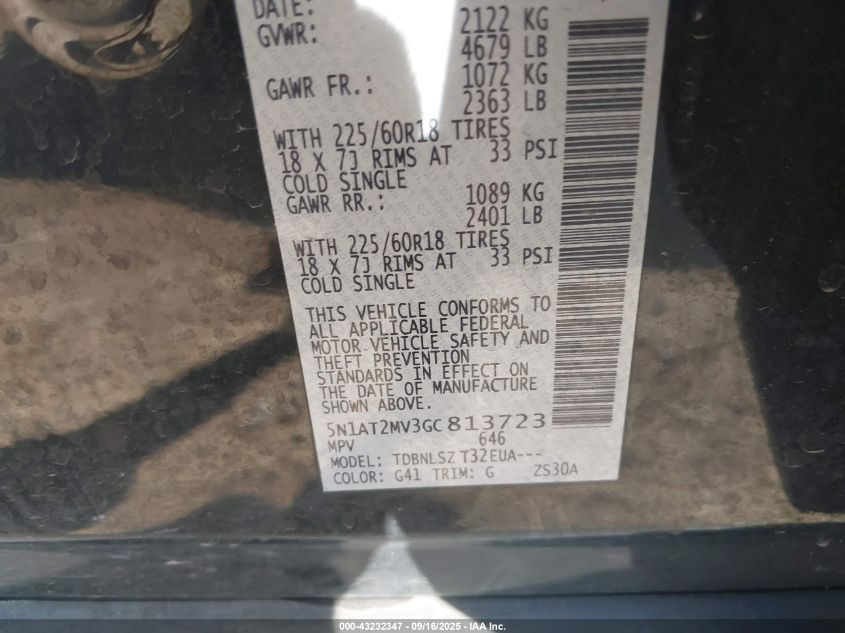 DATE:
GVWR: 2122 KG
4679 LB
GAWR FR.: 1072 KG
2363 LB
WITH 225/60R18 TIRES
18 X 7J RIMS AT 33 PSI
COLD SINGLE
GAWR RR.: 1089 KG
2401 LB
WITH 225/60R18 TIRES
18 X 7J RIMS AT 33 PSI
COLD SINGLE
THIS VEHICLE CONFORMS TO
ALL APPLICABLE FEDERAL
MOTOR VEHICLE SAFETY AND
THEFT PREVENTION
STANDARDS IN EFFECT ON
THE DATE OF MANUFACTURE
SHOWN ABOVE.
5N1AT2MV3GC813723
MPV 646
MODEL: TDBNLSZ T32EUA---
COLOR: G41 TRIM: G ZS30A
000-43232347 - 09/16/2025 - IAA Inc.